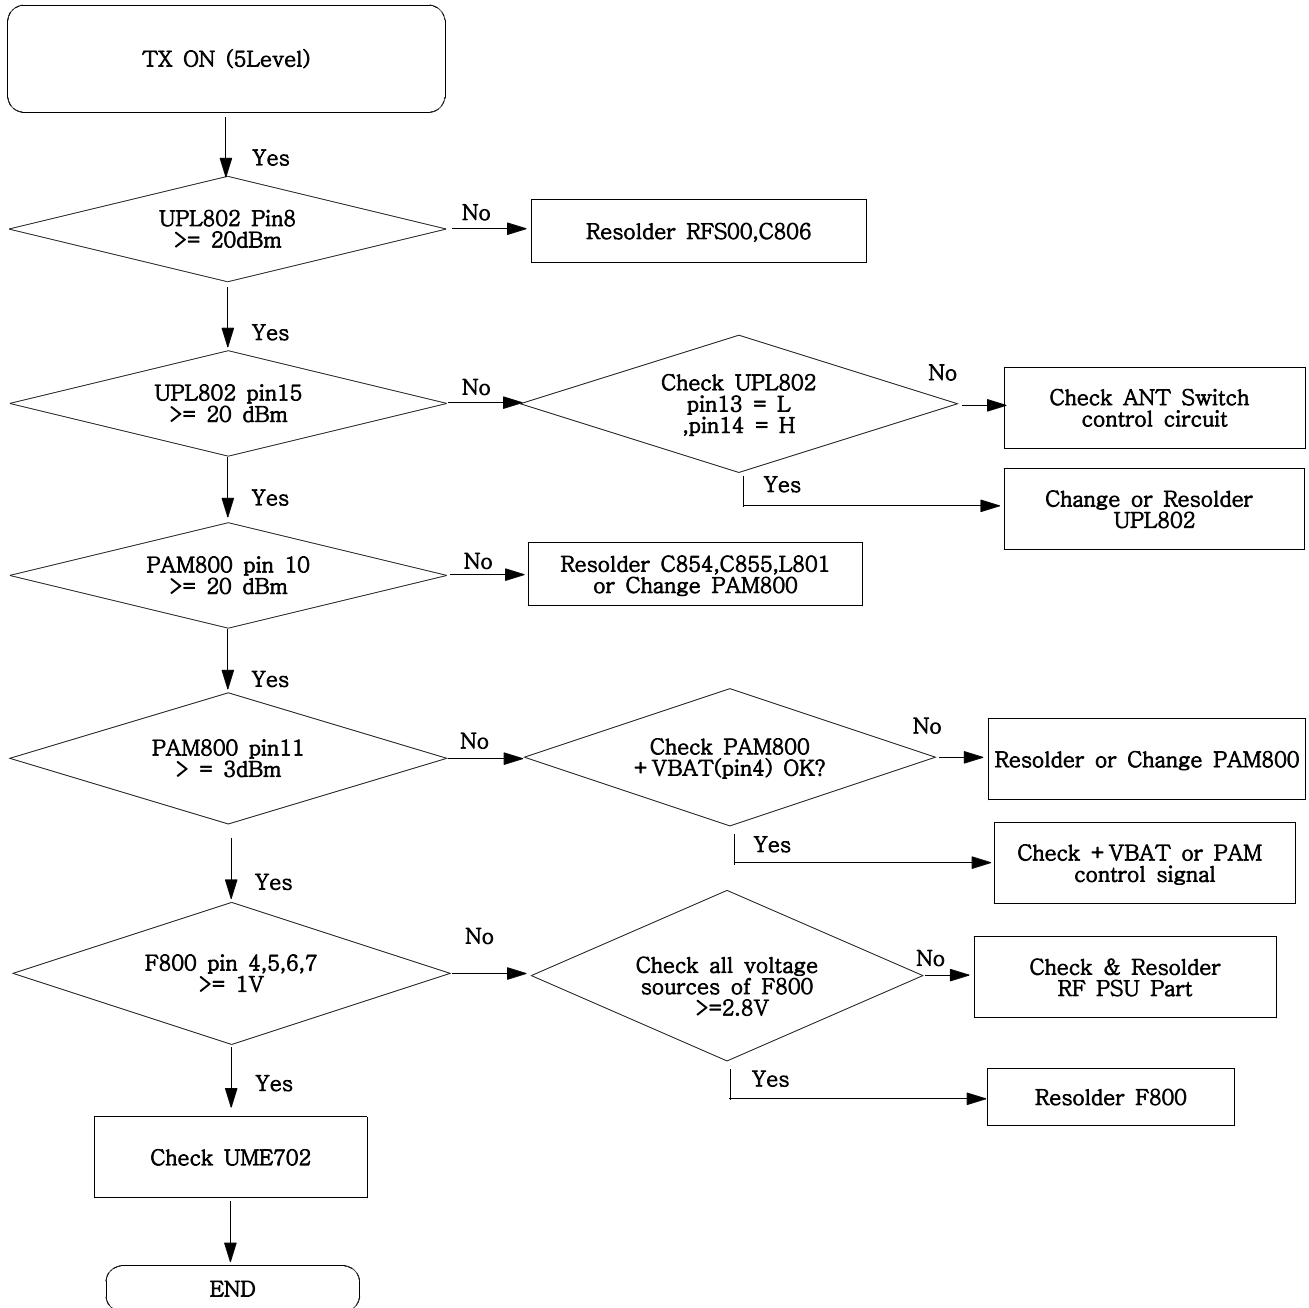 TX ON (5Level)
Yes
UPL802 Pin8
>= 20dBm
No
Resolder RFS00,C806
Yes
UPL802 pin15
>= 20 dBm
No
Check UPL802
pin13 = L
,pin14 = H
No
Check ANT Switch
control circuit
Yes
Change or Resolder
UPL802
Yes
PAM800 pin 10
>= 20 dBm
No
Resolder C854,C855,L801
or Change PAM800
Yes
PAM800 pin11
> = 3dBm
No
Check PAM800
+VBAT(pin4) OK?
No
Resolder or Change PAM800
Yes
Check +VBAT or PAM
control signal
Yes
F800 pin 4,5,6,7
>= 1V
No
Check all voltage
sources of F800
>=2.8V
No
Check & Resolder
RF PSU Part
Yes
Resolder F800
Yes
Check UME702
END